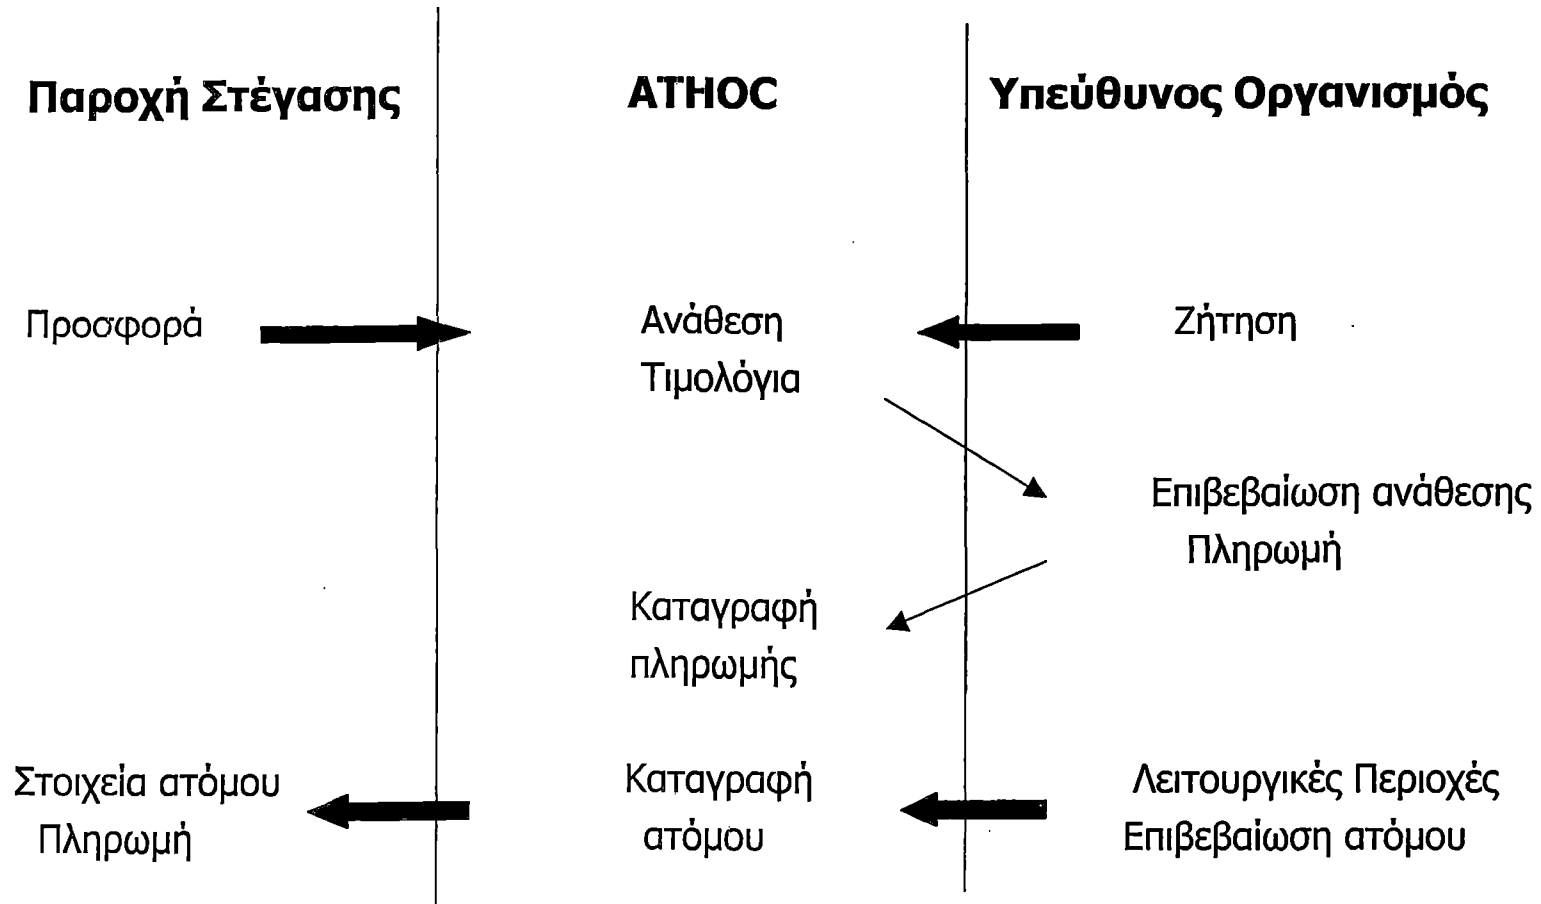 Παροχή Στέγασης
ATHOC
Υπεύθυνος Οργανισμός
Προσφορά
Ανάθεση
Τιμολόγια
Ζήτηση
Επιβεβαίωση ανάθεσης
Πληρωμή
Καταγραφή
πληρωμής
Στοιχεία ατόμου
Πληρωμή
Καταγραφή
ατόμου
Λειτουργικές Περιοχές
Επιβεβαίωση ατόμου